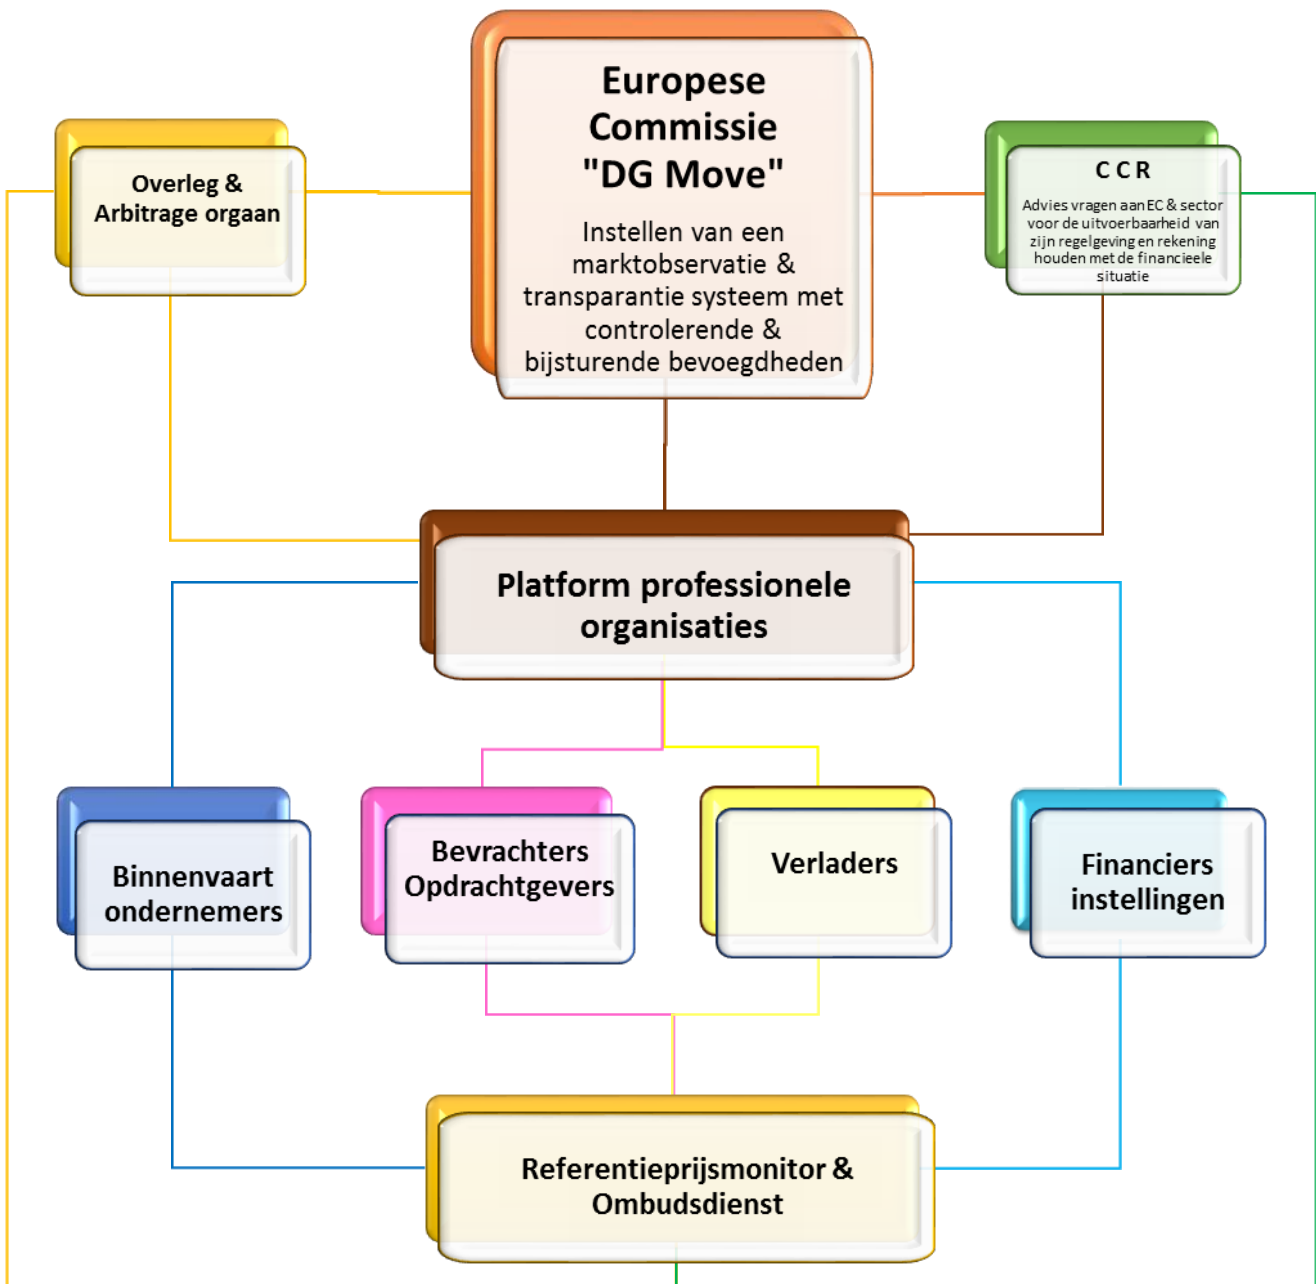 Europese
Commissie
"DG Move"
Instellen van een
marktobservatie &
transparantie systeem met
controlerende &
bijsturende bevoegdheden
Overleg &
Arbitrage orgaan
C C R
Advies vragen aan EC & sector
voor de uitvoerbaarheid van
zijn regelgeving en rekening
houden met de financieele
situatie
Platform professionele
organisaties
Binnenvaart
ondernemers
Bevrachters
Opdrachtgevers
Verladers
Financiers
instellingen
Referentieprijsmonitor &
Ombudsdienst